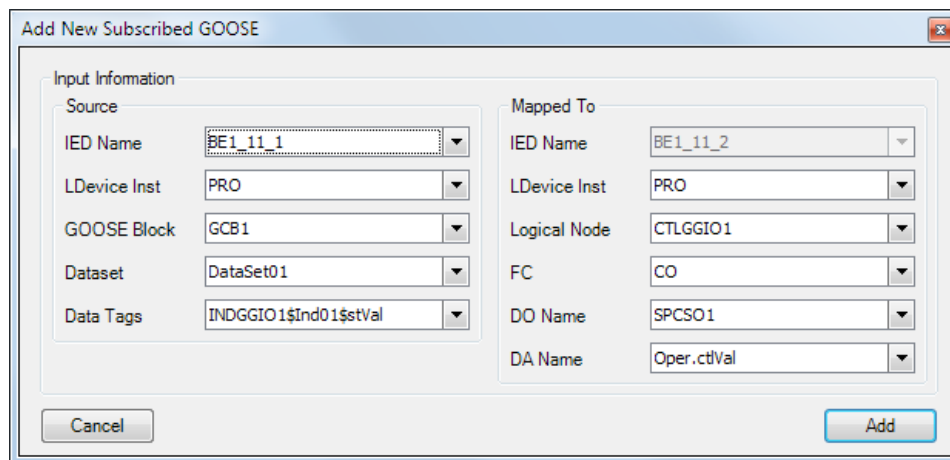 Add New Subscribed GOOSE
Input Information
Source
IED Name BE1_11_1
LDevice Inst PRO
GOOSE Block GCB1
Dataset DataSet01
Data Tags INDGGIO1$Ind01$stVal
Mapped To
IED Name BE1_11_2
LDevice Inst PRO
Logical Node CTLGGIO1
FC CO
DO Name SPCSO1
DA Name Oper.ctlVal
Cancel
Add